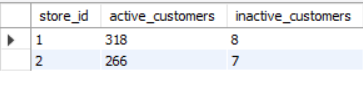 store_id active_customers inactive_customers
1 318 8
2 266 7